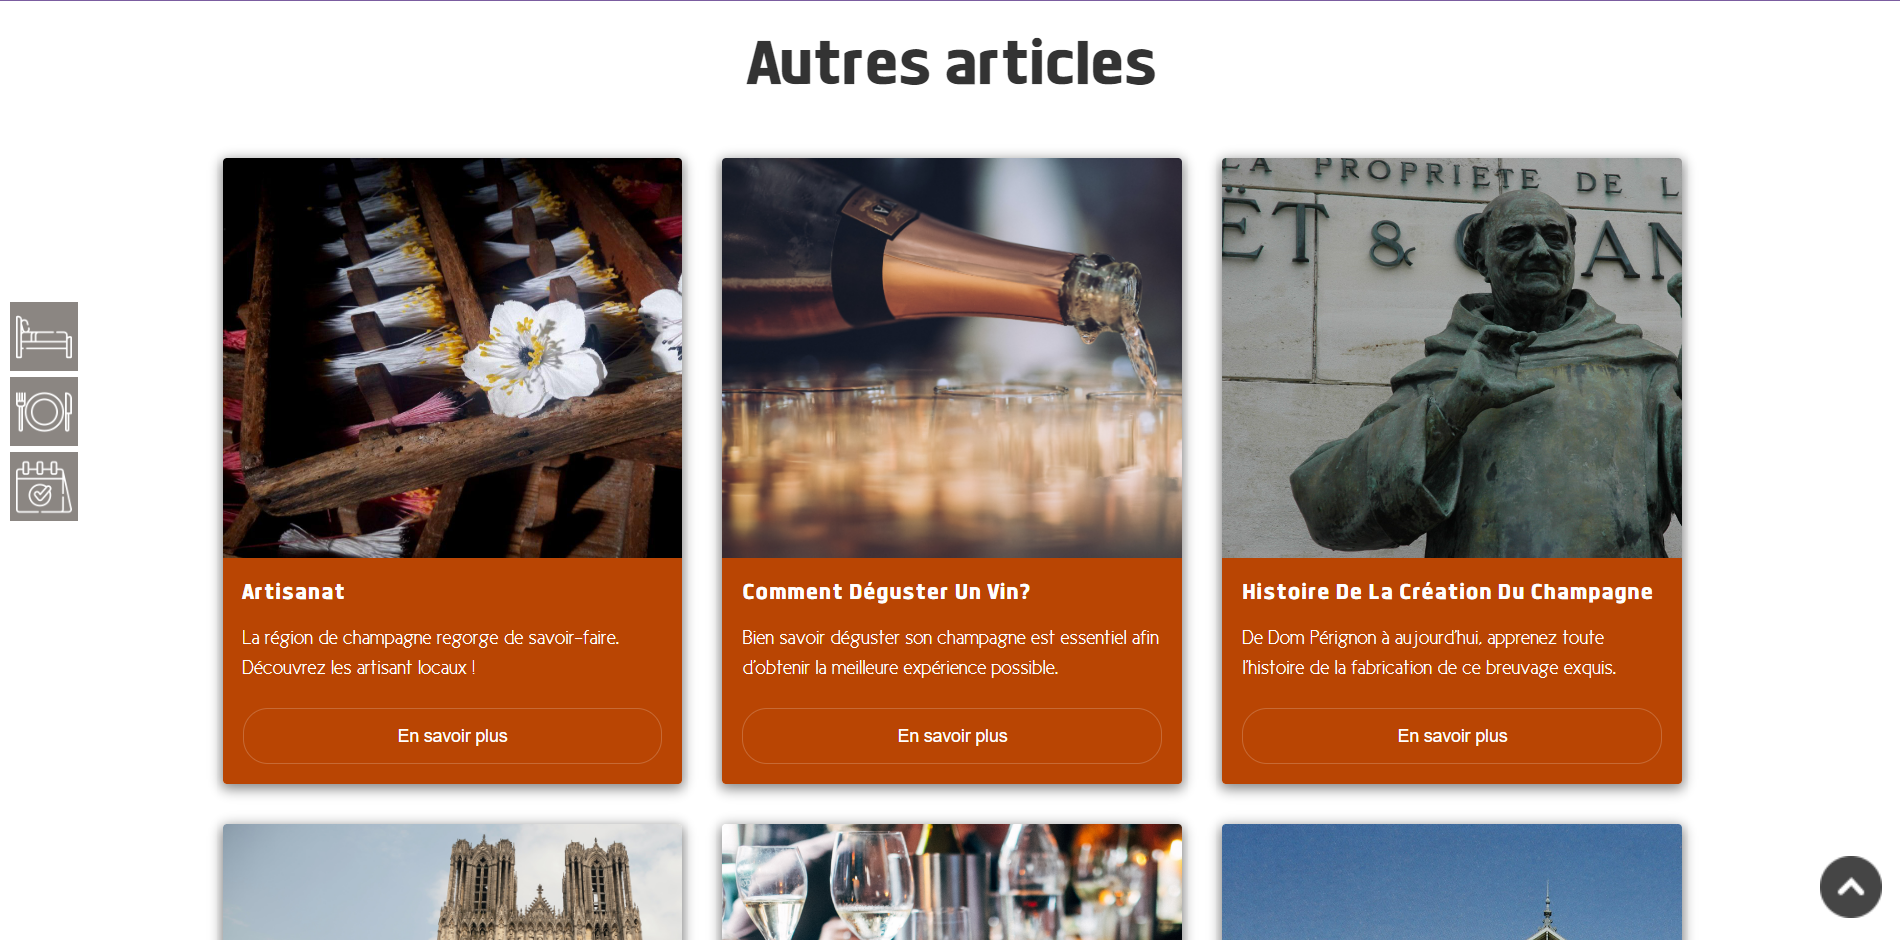 Autres articles
LA PROPRIETE DE L
ËT & C AN
Artisanat
La région de champagne regorge de savoir-faire.
Découvrez les artisant locaux !
En savoir plus
Comment Déguster Un Vin?
Bien savoir déguster son champagne est essentiel afin
d'obtenir la meilleure expérience possible.
En savoir plus
Histoire De La Création Du Champagne
De Dom Pérignon à aujourd'hui, apprenez toute
l'histoire de la fabrication de ce breuvage exquis.
En savoir plus